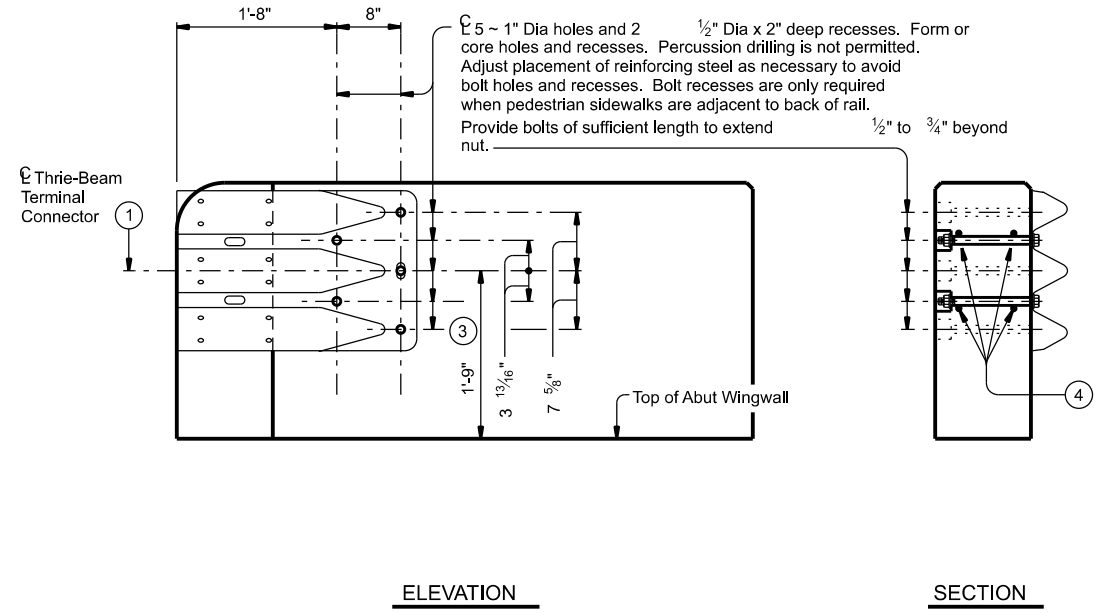 1'-8"
8"
℄ 5 ~ 1" Dia holes and 2 ½" Dia x 2" deep recesses. Form or
core holes and recesses. Percussion drilling is not permitted.
Adjust placement of reinforcing steel as necessary to avoid
bolt holes and recesses. Bolt recesses are only required
when pedestrian sidewalks are adjacent to back of rail.
Provide bolts of sufficient length to extend ½" to ¾" beyond
nut.
℄ Thrie-Beam
Terminal
Connector
1
3
1'-9"
3 13/16"
7 5/8"
Top of Abut Wingwall
4
ELEVATION
SECTION